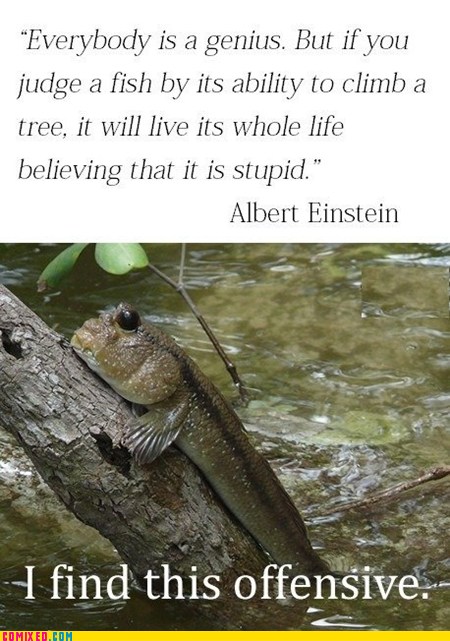 “Everybody is a genius. But if you
judge a fish by its ability to climb a
tree, it will live its whole life
believing that it is stupid.”
Albert Einstein
I find this offensive.
COMIXED.COM